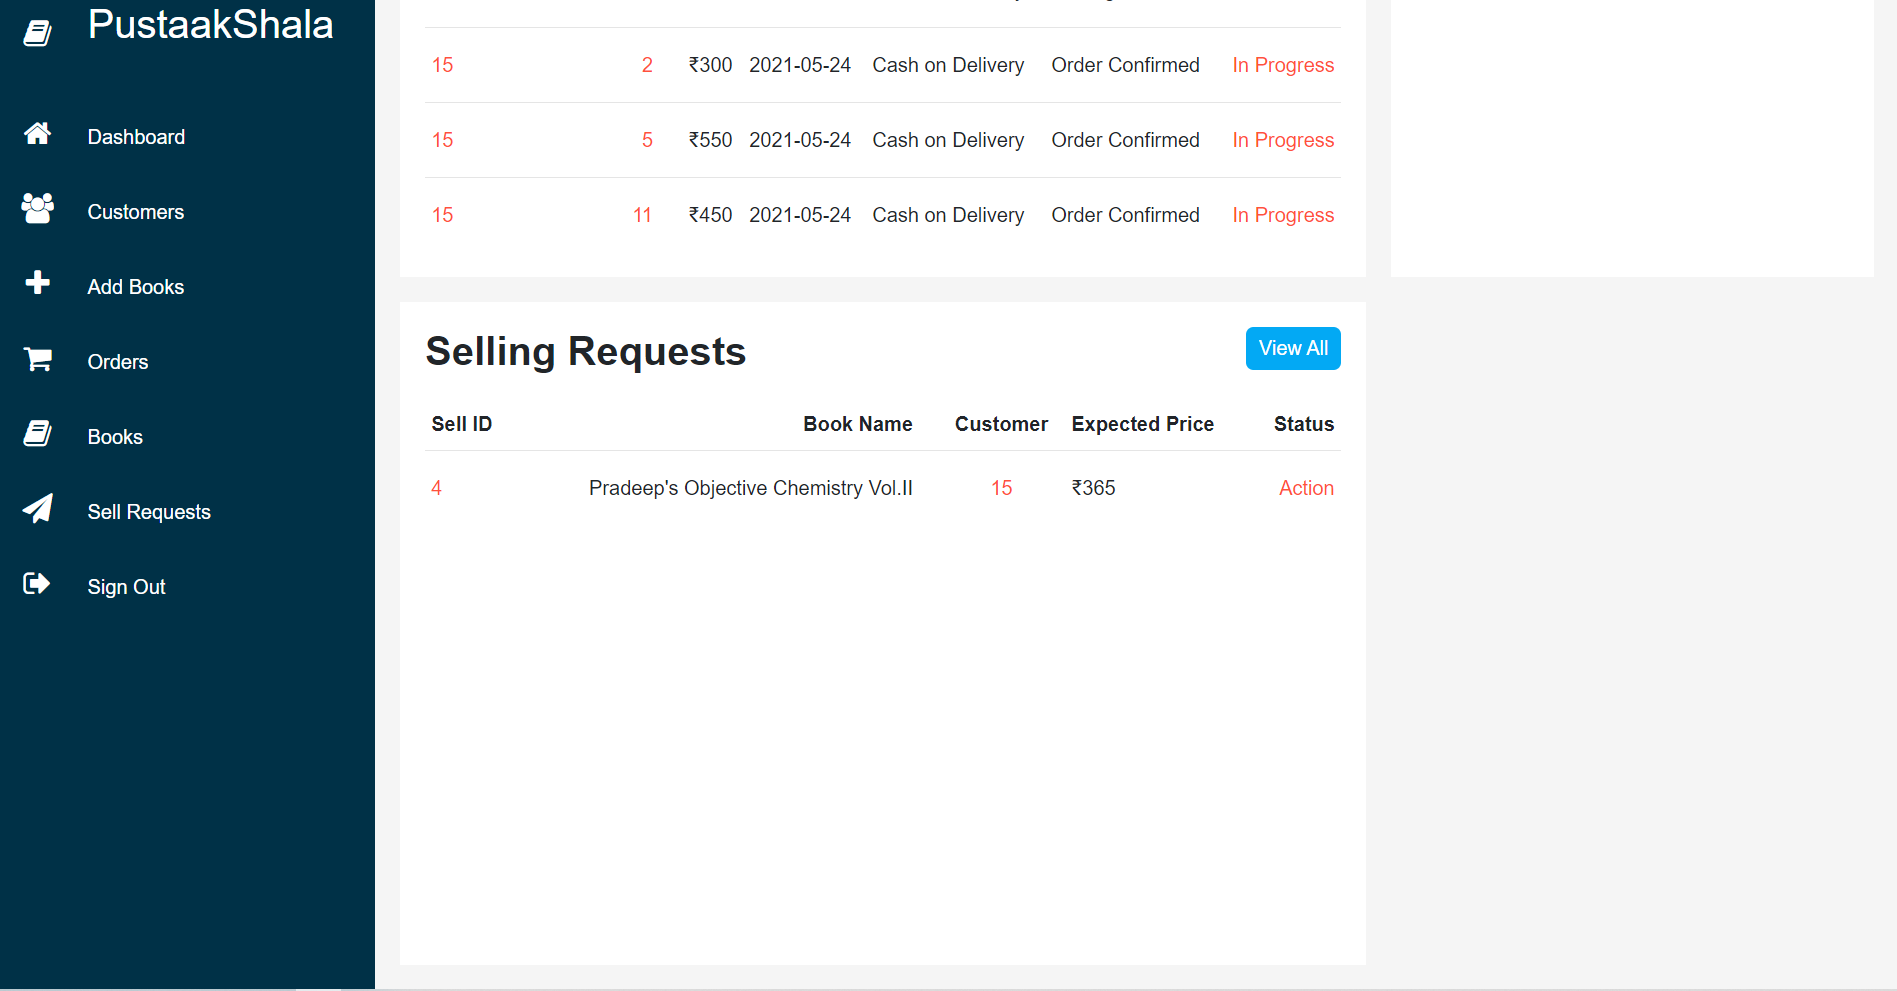 PustaakShala
Dashboard
Customers
Add Books
Orders
Books
Sell Requests
Sign Out
15 2 ₹300 2021-05-24 Cash on Delivery Order Confirmed In Progress
15 5 ₹550 2021-05-24 Cash on Delivery Order Confirmed In Progress
15 11 ₹450 2021-05-24 Cash on Delivery Order Confirmed In Progress
Selling Requests View All
Sell ID Book Name Customer Expected Price Status
4 Pradeep's Objective Chemistry Vol.II 15 ₹365 Action